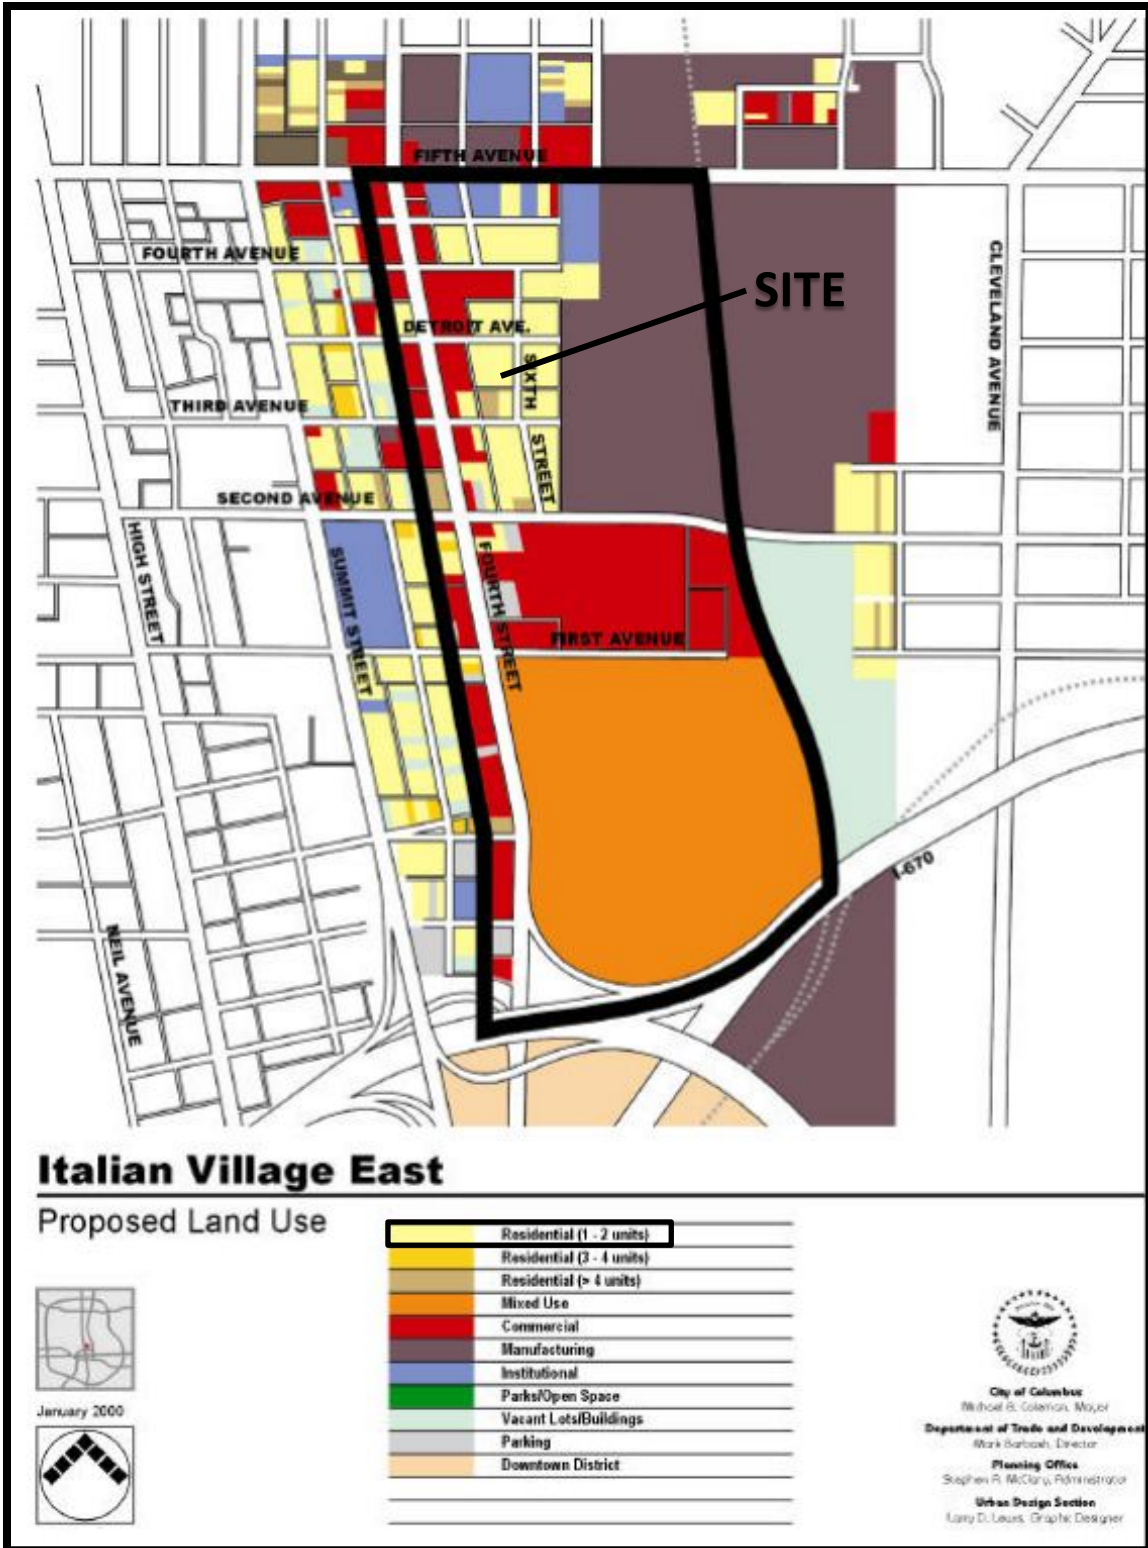 FIFTH AVENUE
FOURTH AVENUE
SITE
CLEVELAND AVENUE
DETROIT AVE.
SIXTH
STREET
THIRD AVENUE
SECOND AVENUE
HIGH STREET
SUMMIT STREET
FOURTH STREET
FIRST AVENUE
I-670
NEIL AVENUE
Italian Village East
Proposed Land Use
Residential (1 - 2 units)
Residential (3 - 4 units)
Residential (> 4 units)
Mixed Use
Commercial
Manufacturing
Institutional
Parks/Open Space
Vacant Lots/Buildings
Parking
Downtown District
January 2000
City of Columbus
Michael B. Coleman, Mayor
Department of Trade and Development
Mark Barbash, Director
Planning Office
Stephen R. McClary, Administrator
Urban Design Section
Larry D. Lewis, Graphic Designer